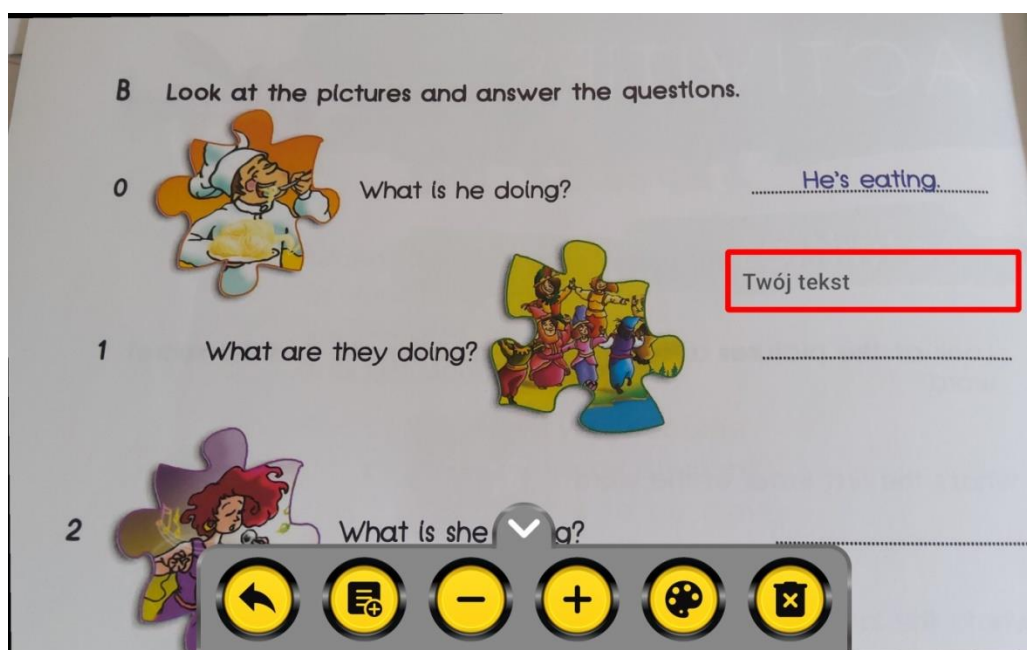 B Look at the pictures and answer the questions.
0 What is he doing? He's eating.
Twój tekst
1 What are they doing?
2 What is she g?